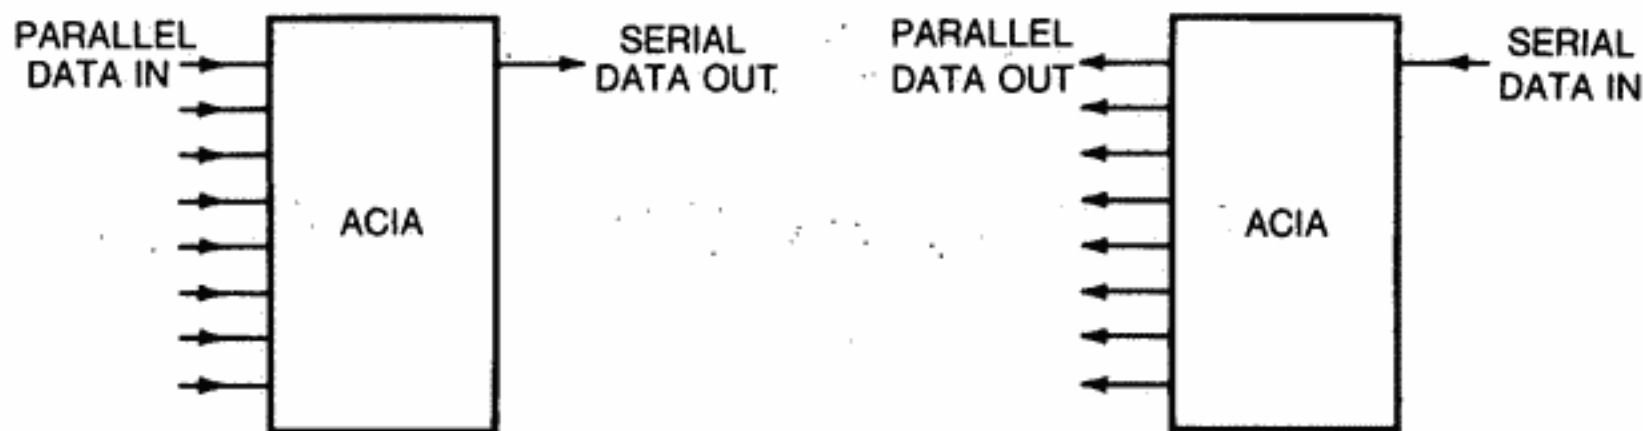 PARALLEL
DATA IN
ACIA
SERIAL
DATA OUT
PARALLEL
DATA OUT
ACIA
SERIAL
DATA IN